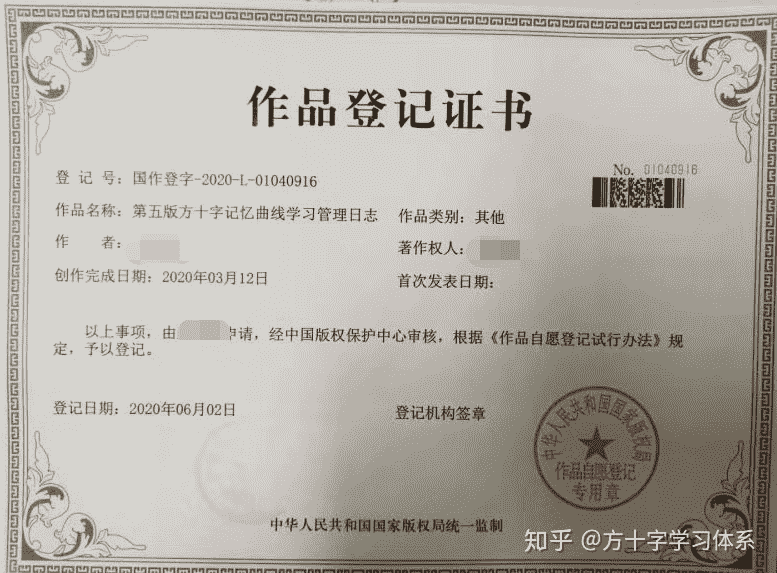 作品登记证书
No. 01040916
登 记 号：国作登字-2020-L-01040916
作品名称：第五版方十字记忆曲线学习管理日志 作品类别：其他
作 者： 著作权人：
创作完成日期：2020年03月12日 首次发表日期：
以上事项，由 申请，经中国版权保护中心审核，根据《作品自愿登记试行办法》规
定，予以登记。
登记日期：2020年06月02日 登记机构签章
中华人民共和国国家版权局
作品自愿登记
专用章
中华人民共和国国家版权局统一监制
知乎 @方十字学习体系